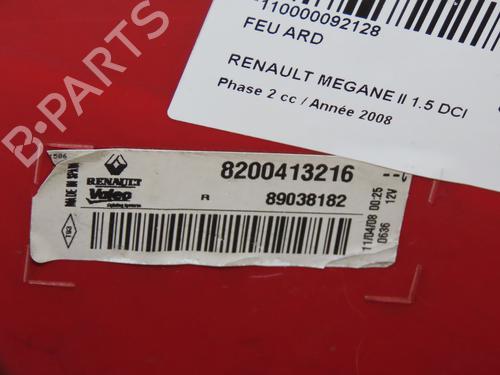 110000092128
FEU ARD
RENAULT MEGANE II 1.5 DCI
Phase 2 cc / Année 2008
B-PARTS
MADE IN SPAIN
RENAULT
Valeo
8200413216
R 89038182
11/04/08 00:25
0636 12V